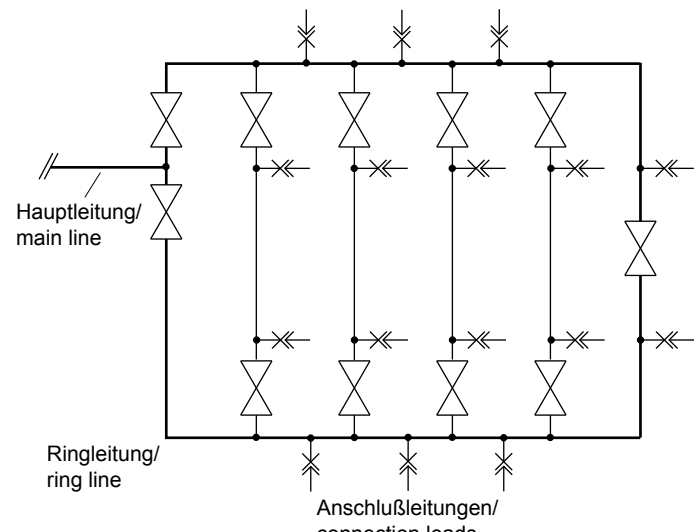 Hauptleitung/
main line
Ringleitung/
ring line
Anschlußleitungen/
connection leads